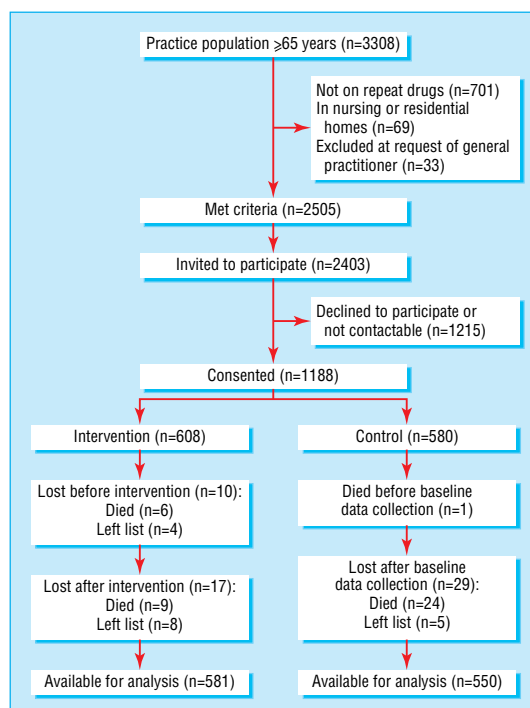 Practice population ⩾65 years (n=3308)
Not on repeat drugs (n=701)
In nursing or residential
homes (n=69)
Excluded at request of general
practitioner (n=33)
Met criteria (n=2505)
Invited to participate (n=2403)
Declined to participate or
not contactable (n=1215)
Consented (n=1188)
Intervention (n=608)
Control (n=580)
Lost before intervention (n=10):
Died (n=6)
Left list (n=4)
Died before baseline
data collection (n=1)
Lost after intervention (n=17):
Died (n=9)
Left list (n=8)
Lost after baseline
data collection (n=29):
Died (n=24)
Left list (n=5)
Available for analysis (n=581)
Available for analysis (n=550)